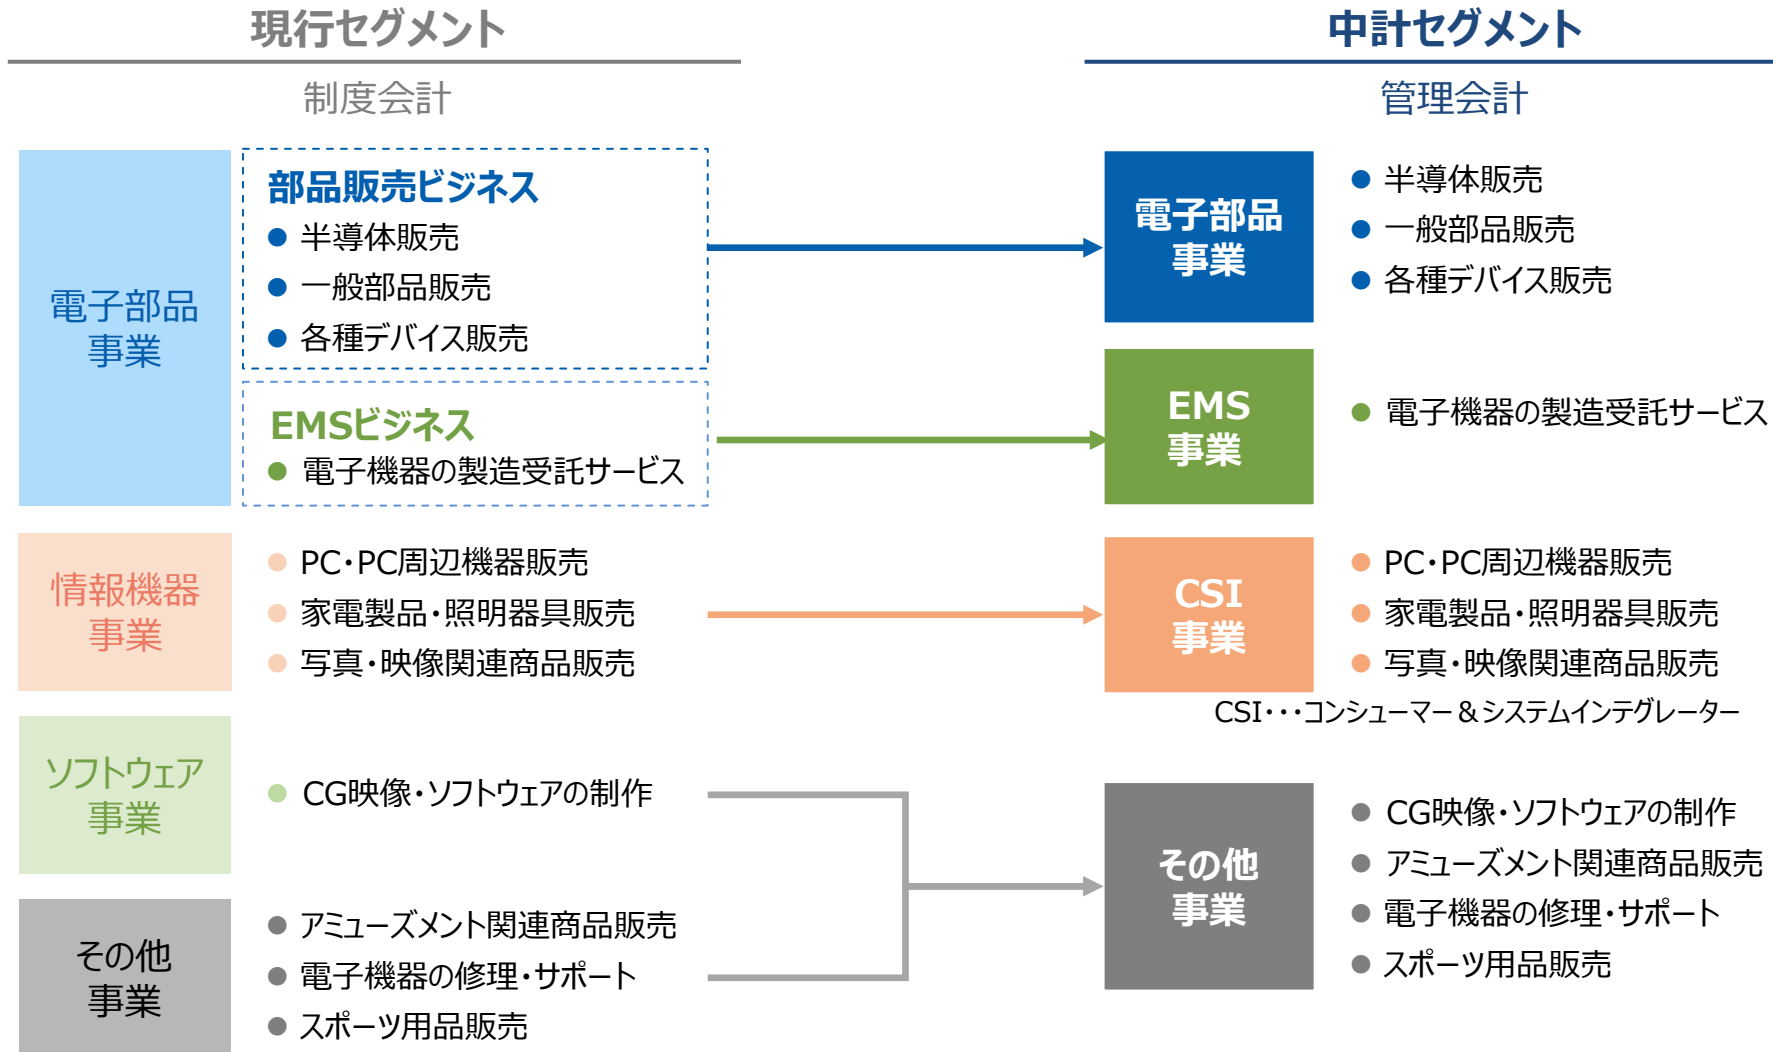 現行セグメント
制度会計
電子部品
事業
部品販売ビジネス
半導体販売
一般部品販売
各種デバイス販売
EMSビジネス
電子機器の製造受託サービス
情報機器
事業
PC・PC周辺機器販売
家電製品・照明器具販売
写真・映像関連商品販売
ソフトウェア
事業
CG映像・ソフトウェアの制作
その他
事業
アミューズメント関連商品販売
電子機器の修理・サポート
スポーツ用品販売
中計セグメント
管理会計
電子部品
事業
半導体販売
一般部品販売
各種デバイス販売
EMS
事業
電子機器の製造受託サービス
CSI
事業
PC・PC周辺機器販売
家電製品・照明器具販売
写真・映像関連商品販売
CSI・・・コンシューマー＆システムインテグレーター
その他
事業
CG映像・ソフトウェアの制作
アミューズメント関連商品販売
電子機器の修理・サポート
スポーツ用品販売